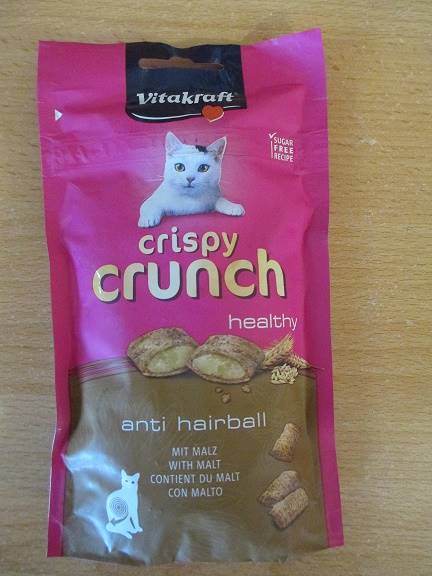 Vitakraft
SUGAR
FREE
RECIPE
crispy
crunch
healthy
anti hairball
MIT MALZ
WITH MALT
CONTIENT DU MALT
CON MALTO